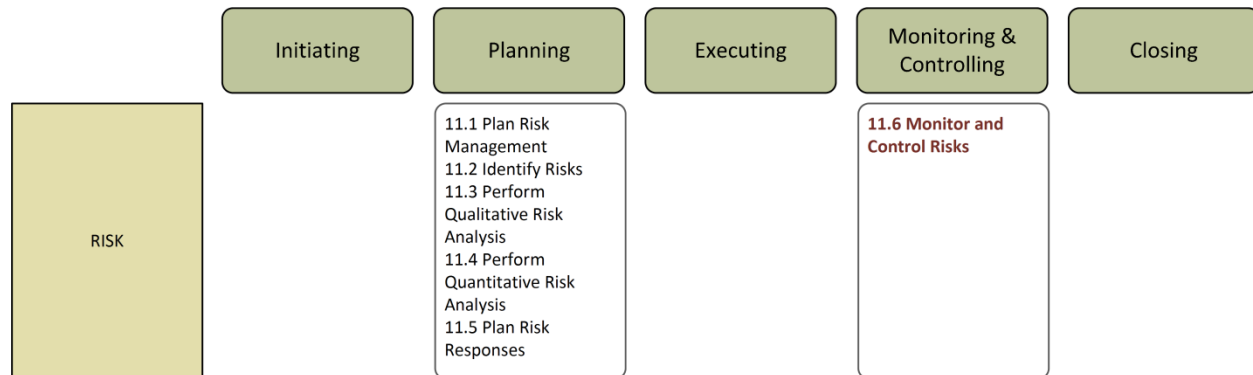 Initiating
Planning
Executing
Monitoring &
Controlling
Closing
RISK
11.1 Plan Risk
Management
11.2 Identify Risks
11.3 Perform
Qualitative Risk
Analysis
11.4 Perform
Quantitative Risk
Analysis
11.5 Plan Risk
Responses
11.6 Monitor and
Control Risks